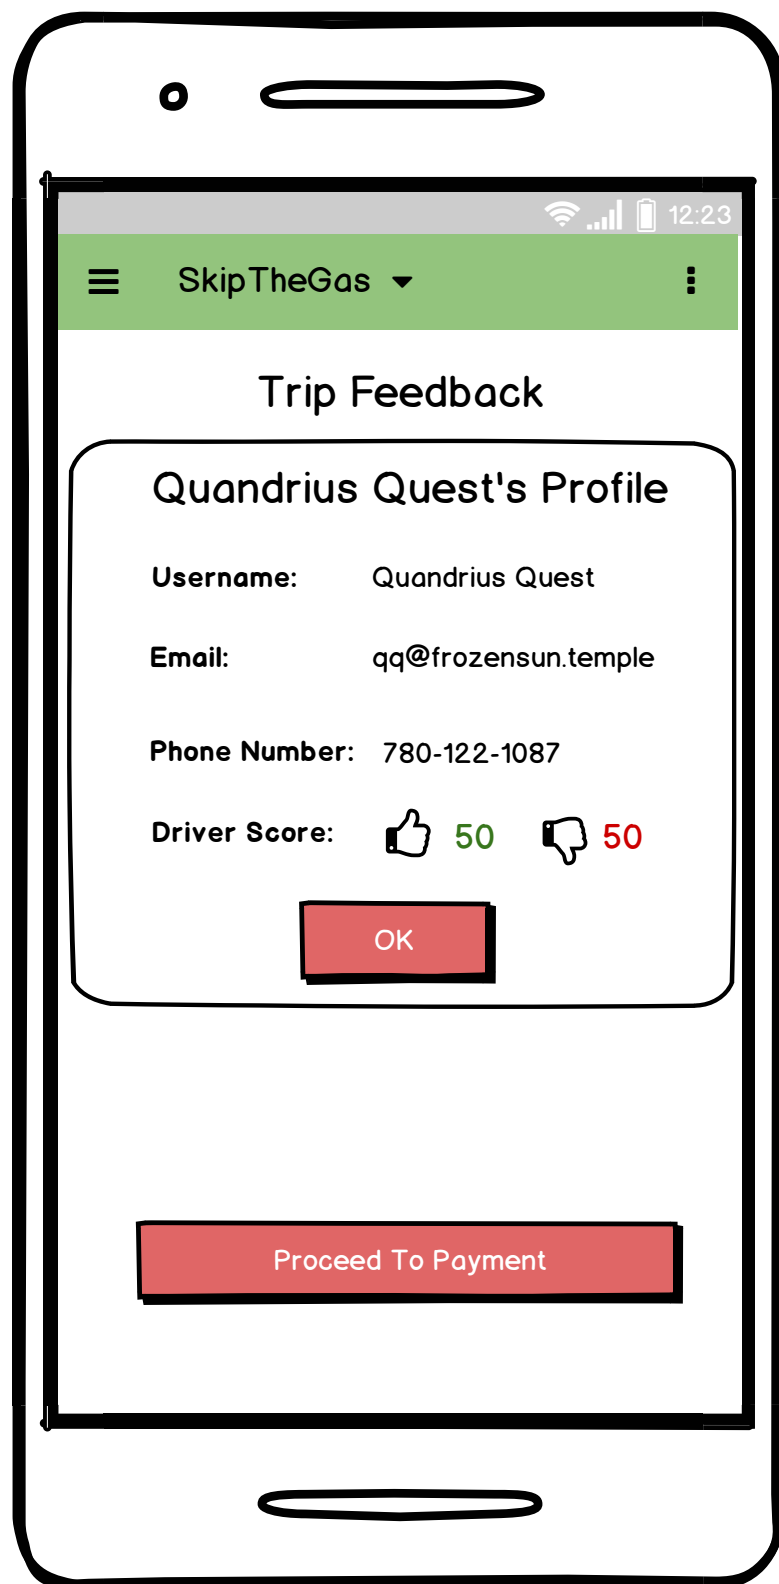 12:23
SkipTheGas
Trip Feedback
Quandrius Quest's Profile
Username: Quandrius Quest
Email: qq@frozensun.temple
Phone Number: 780-122-1087
Driver Score: 50 50
OK
Proceed To Payment